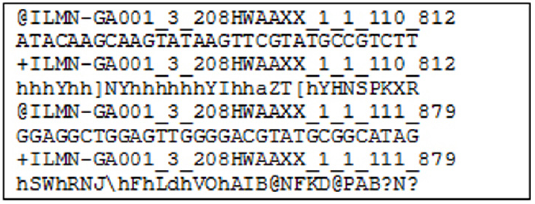 @ILMN-GA001_3_208HWAAXX_1_1_110_812
ATACAAGCAAGTATAAGTTCGTATGCCGTCTT
+ILMN-GA001_3_208HWAAXX_1_1_110_812
hhhYhh]NYhhhhhhYIhhaZT[hYHNSPKXR
@ILMN-GA001_3_208HWAAXX_1_1_111_879
GGAGGCTGGAGTTGGGGACGTATGCGGCATAG
+ILMN-GA001_3_208HWAAXX_1_1_111_879
hSWhRNJ\hFhLdhVOhAIB@NFKD@PAB?N?